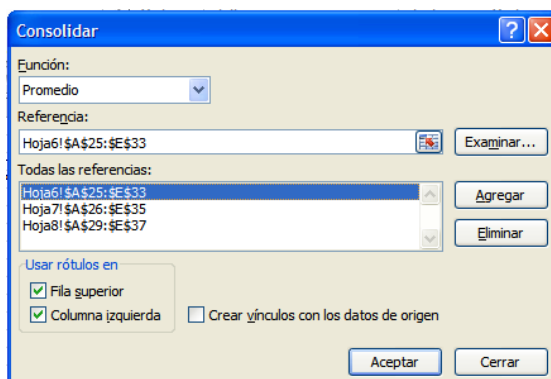 Consolidar
Función:
Promedio
Referencia:
Hoja6!$A$25:$E$33
Examinar...
Todas las referencias:
Hoja6!$A$25:$E$33
Hoja7!$A$26:$E$35
Hoja8!$A$29:$E$37
Agregar
Eliminar
Usar rótulos en
Fila superior
Columna izquierda
Crear vínculos con los datos de origen
Aceptar
Cerrar